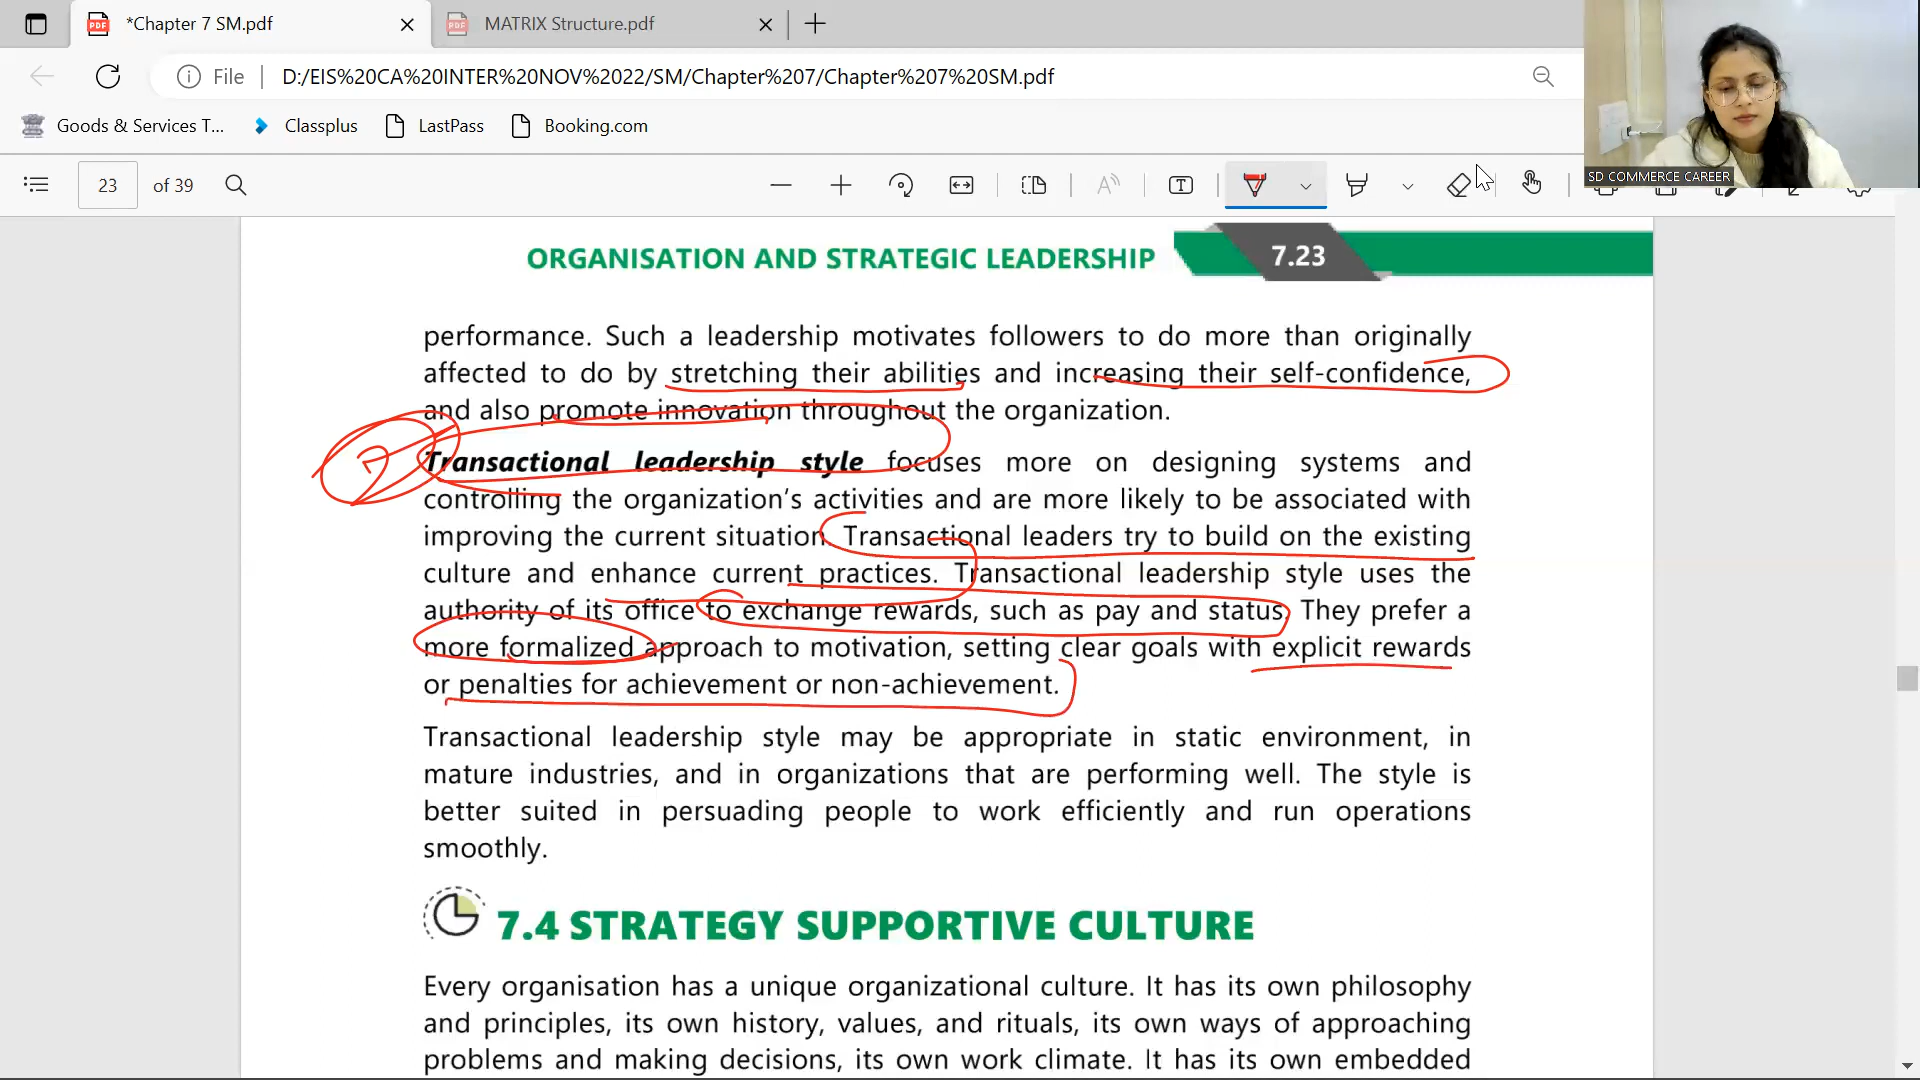 *Chapter 7 SM.pdf
MATRIX Structure.pdf
File
D:/EIS%20CA%20INTER%20NOV%2022/SM/Chapter%207/Chapter%207%20SM.pdf
Goods & Services T...
Classplus
LastPass
Booking.com
SD COMMERCE CAREER
23 of 39
ORGANISATION AND STRATEGIC LEADERSHIP 7.23
performance. Such a leadership motivates followers to do more than originally
affected to do by stretching their abilities and increasing their self-confidence,
and also promote innovation throughout the organization.
Transactional leadership style focuses more on designing systems and
controlling the organization's activities and are more likely to be associated with
improving the current situation. Transactional leaders try to build on the existing
culture and enhance current practices. Transactional leadership style uses the
authority of its office to exchange rewards, such as pay and status. They prefer a
more formalized approach to motivation, setting clear goals with explicit rewards
or penalties for achievement or non-achievement.
Transactional leadership style may be appropriate in static environment, in
mature industries, and in organizations that are performing well. The style is
better suited in persuading people to work efficiently and run operations
smoothly.
7.4 STRATEGY SUPPORTIVE CULTURE
Every organisation has a unique organizational culture. It has its own philosophy
and principles, its own history, values, and rituals, its own ways of approaching
problems and making decisions, its own work climate. It has its own embedded